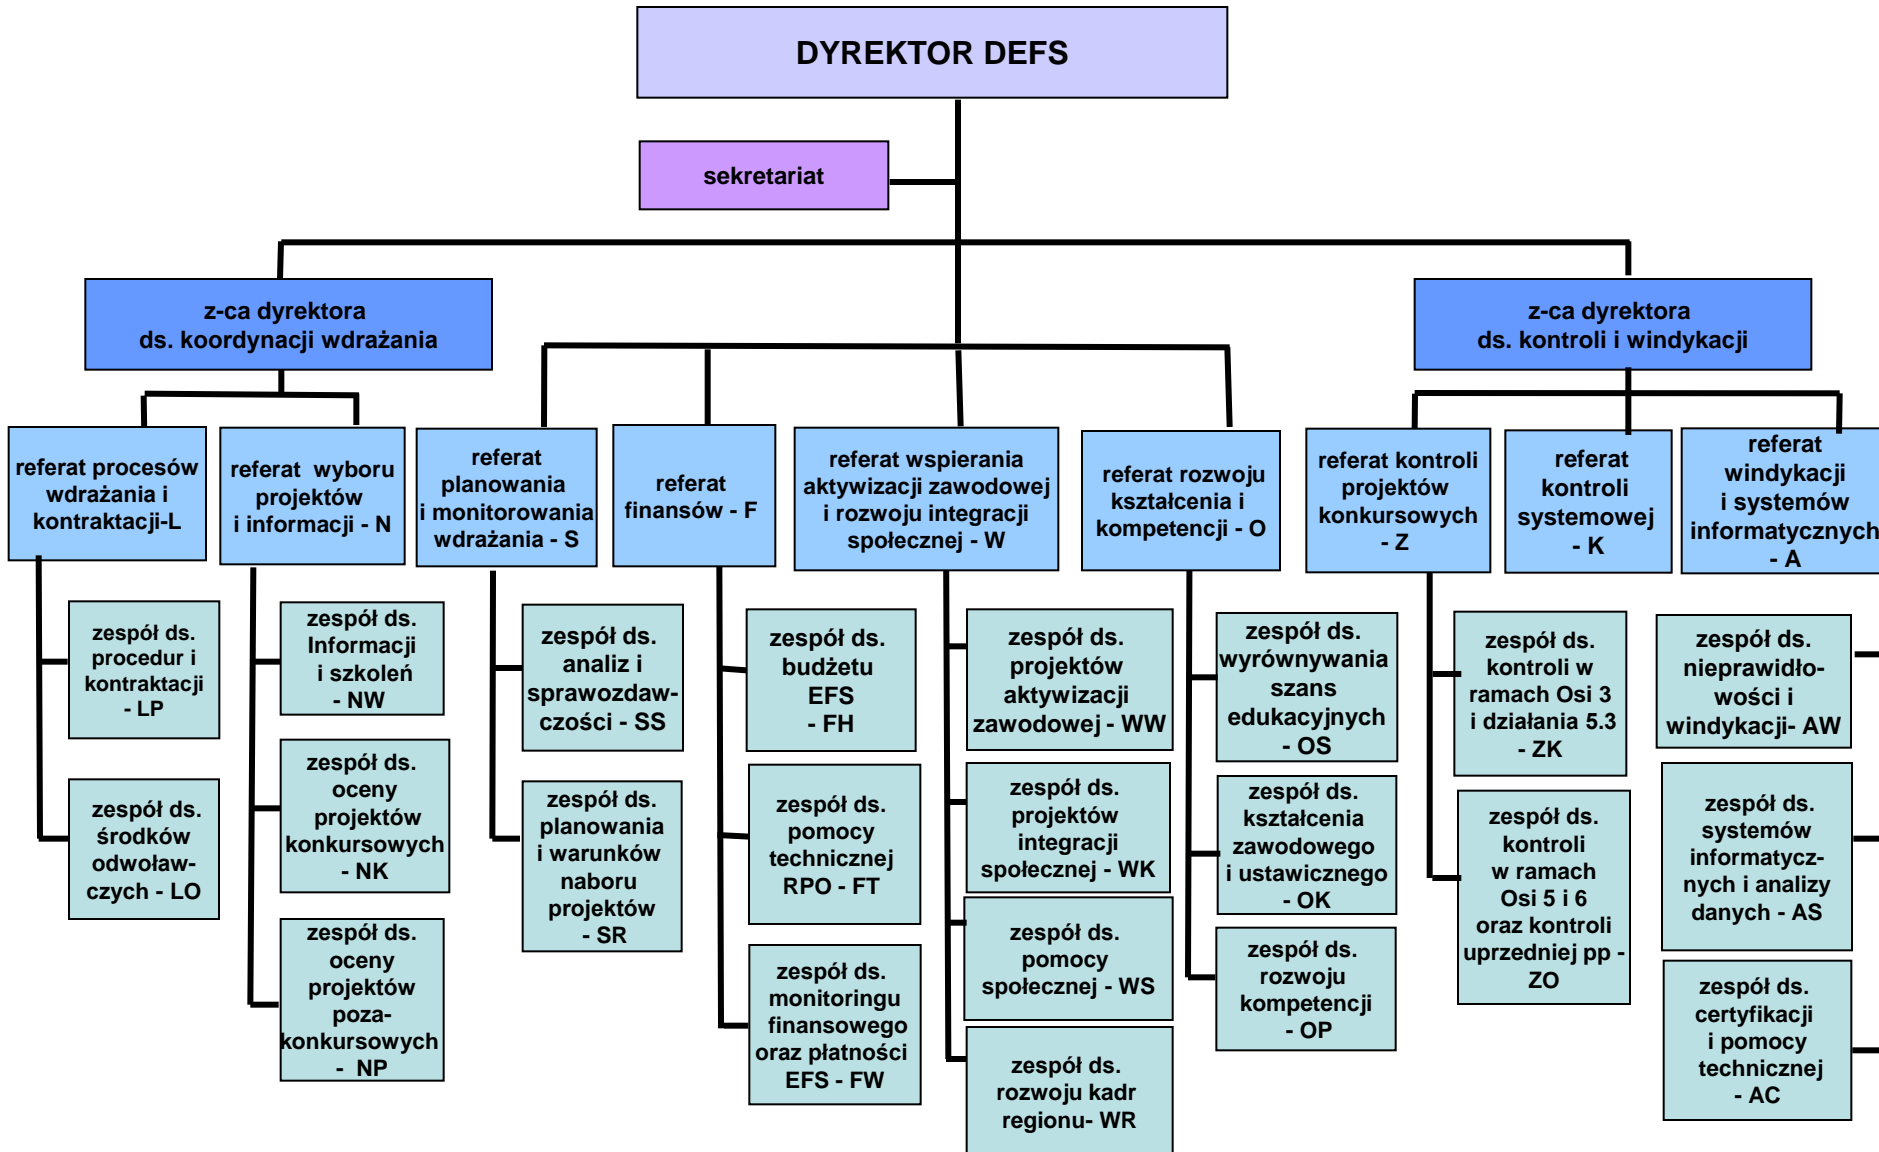 DYREKTOR DEFS
sekretariat
z-ca dyrektora
ds. koordynacji wdrażania
z-ca dyrektora
ds. kontroli i windykacji
referat procesów
wdrażania i
kontraktacji-L
referat wyboru
projektów
i informacji - N
referat
planowania
i monitorowania
wdrażania - S
referat
finansów - F
referat wspierania
aktywizacji zawodowej
i rozwoju integracji
społecznej - W
referat rozwoju
kształcenia i
kompetencji - O
referat kontroli
projektów
konkursowych
- Z
referat
kontroli
systemowej
- K
referat
windykacji
i systemów
informatycznych
- A
zespół ds.
procedur i
kontraktacji
- LP
zespół ds.
środków
odwoław-
czych - LO
zespół ds.
Informacji
i szkoleń
- NW
zespół ds.
oceny
projektów
konkursowych
- NK
zespół ds.
oceny
projektów
poza-
konkursowych
- NP
zespół ds.
analiz i
sprawozdaw-
czości - SS
zespół ds.
planowania
i warunków
naboru
projektów
- SR
zespół ds.
budżetu
EFS
- FH
zespół ds.
pomocy
technicznej
RPO - FT
zespół ds.
monitoringu
finansowego
oraz płatności
EFS - FW
zespół ds.
projektów
aktywizacji
zawodowej - WW
zespół ds.
projektów
integracji
społecznej - WK
zespół ds.
pomocy
społecznej - WS
zespół ds.
rozwoju kadr
regionu- WR
zespół ds.
wyrównywania
szans
edukacyjnych
- OS
zespół ds.
kształcenia
zawodowego
i ustawicznego
- OK
zespół ds.
rozwoju
kompetencji
- OP
zespół ds.
kontroli w
ramach Osi 3
i działania 5.3
- ZK
zespół ds.
kontroli
w ramach
Osi 5 i 6
oraz kontroli
uprzedniej pp -
ZO
zespół ds.
nieprawidło-
wości i
windykacji- AW
zespół ds.
systemów
informatycz-
nych i analizy
danych - AS
zespół ds.
certyfikacji
i pomocy
technicznej
- AC